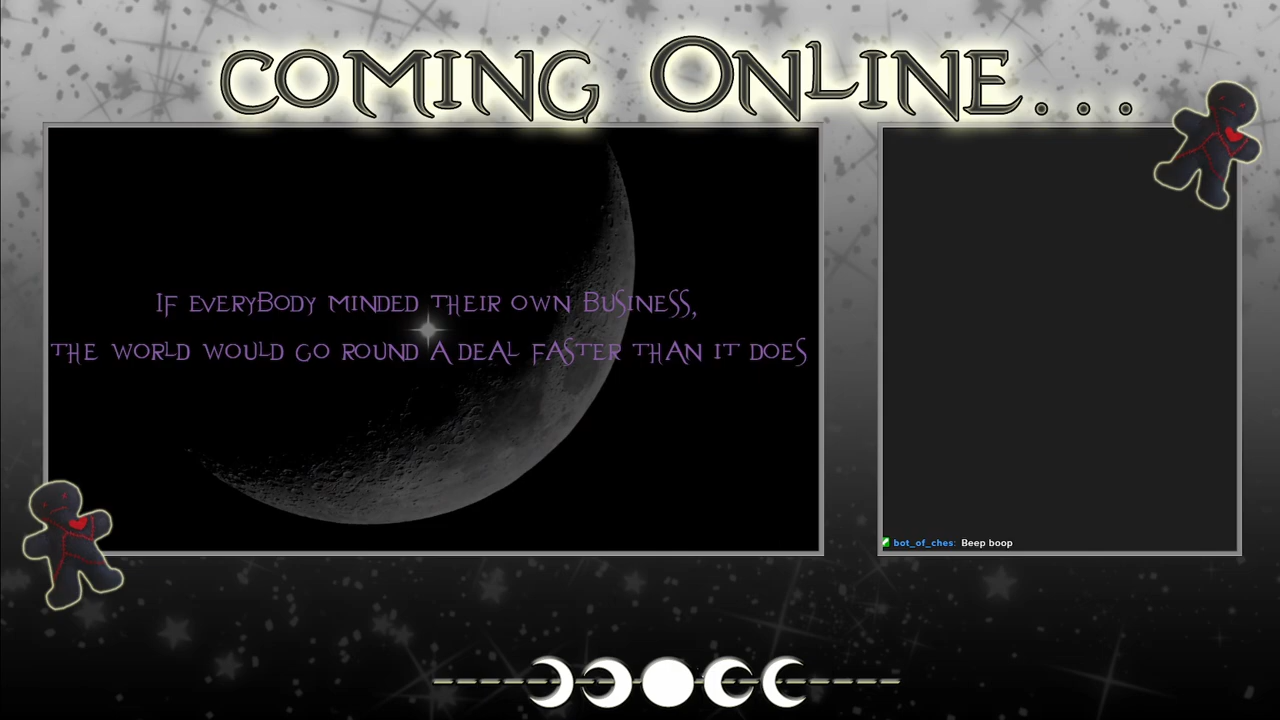 Coming Online...
If everybody minded their own business,
the world would go round a deal faster than it does
bot_of_ches: Beep boop